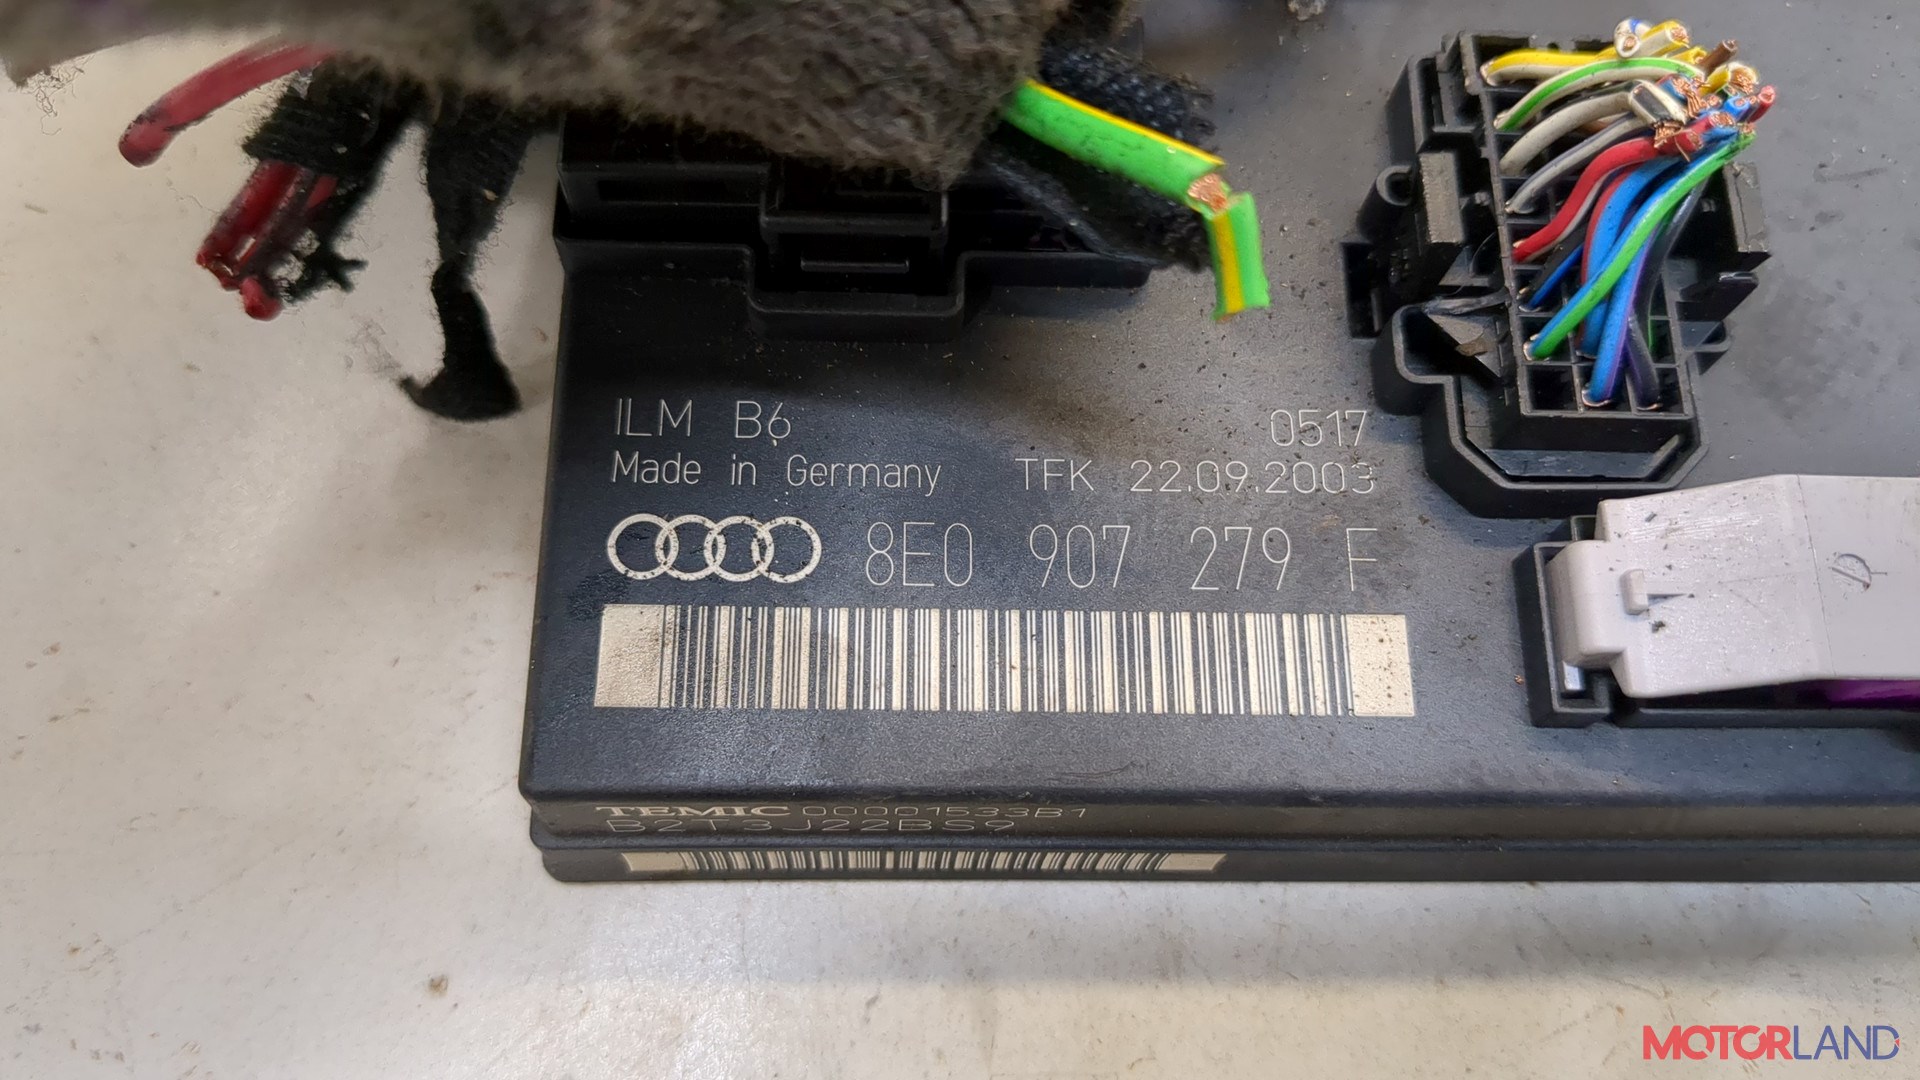 ILM B6 0517
Made in Germany TFK 22.09.2003
8E0 907 279 F
TEMIC 00001533B1
B2T3J22BS9
MOTORLAND